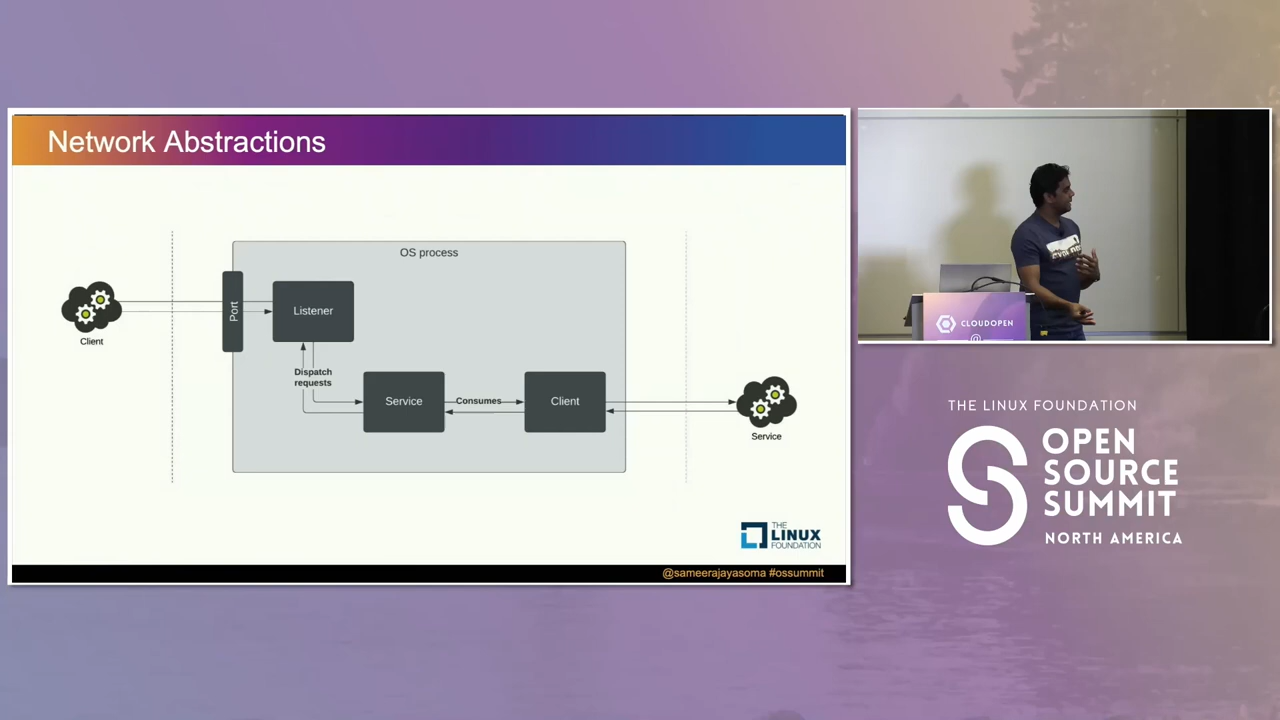 Network Abstractions
OS process
Port
Listener
Client
Dispatch
requests
Service
Consumes
Client
Service
THE
LINUX
FOUNDATION
@sameerajayasoma #ossummit
CLOUDOPEN
THE LINUX FOUNDATION
OPEN
SOURCE
SUMMIT
NORTH AMERICA